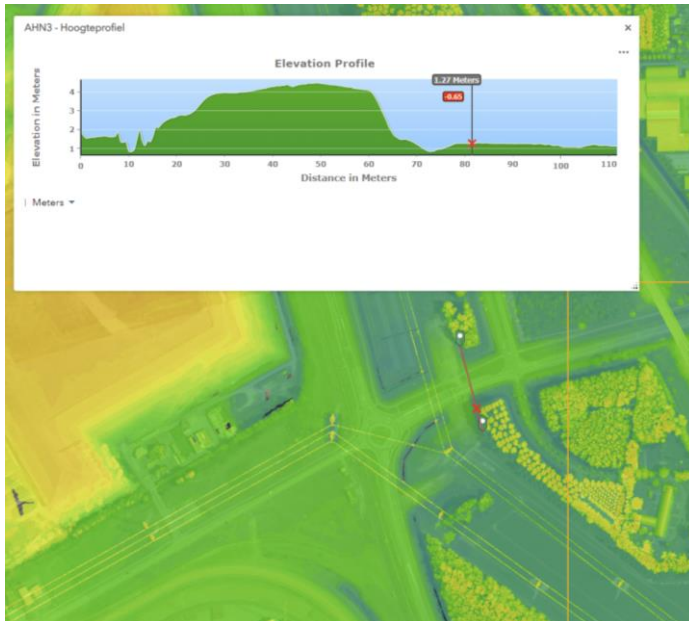 AHN3 - Hoogteprofiel
×
...
Elevation Profile
1.27 Meters
-0.65
Elevation in Meters
4
3
2
1
0 10 20 30 40 50 60 70 80 90 100 110
Distance in Meters
Meters